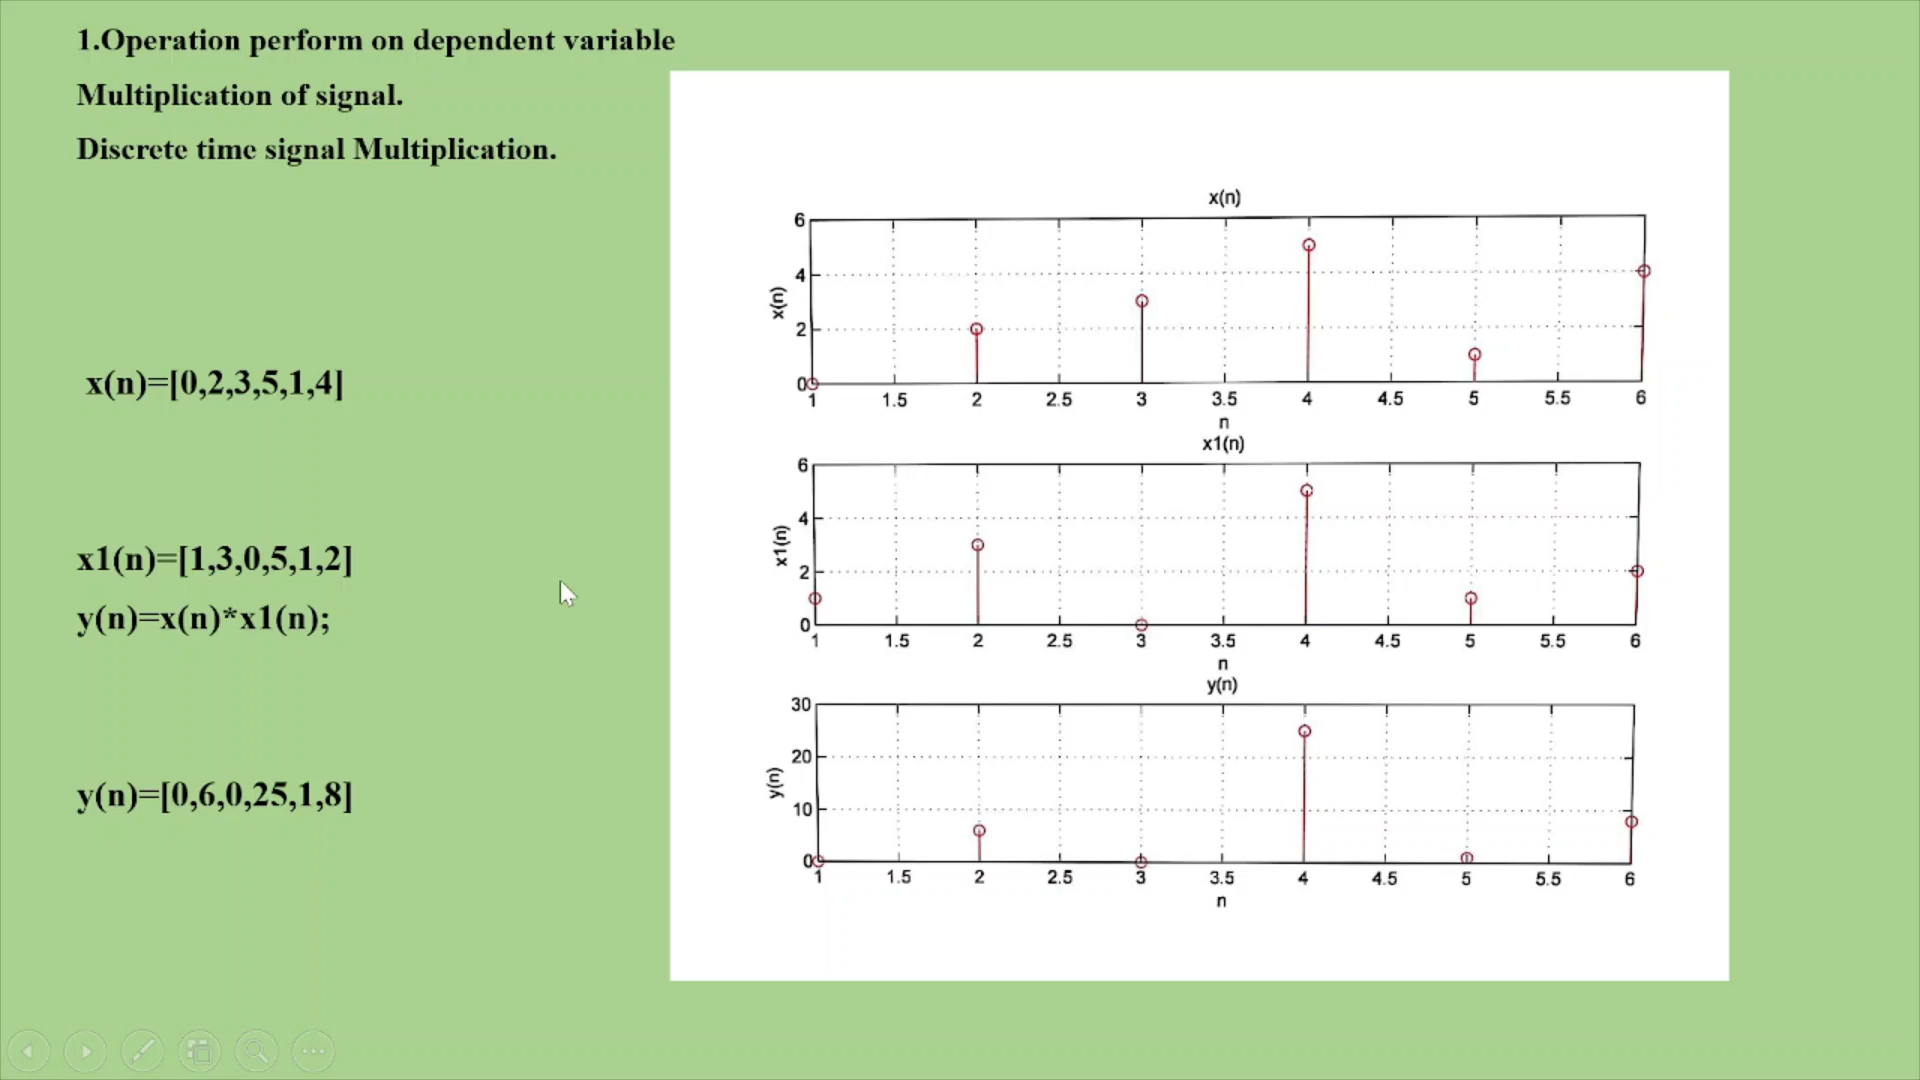 1.Operation perform on dependent variable
Multiplication of signal.
Discrete time signal Multiplication.
x(n)=[0,2,3,5,1,4]
x1(n)=[1,3,0,5,1,2]
y(n)=x(n)*x1(n);
y(n)=[0,6,0,25,1,8]
x(n)
6
4
2
0
x(n)
1 1.5 2 2.5 3 3.5 4 4.5 5 5.5 6
n
x1(n)
6
4
2
0
x1(n)
1 1.5 2 2.5 3 3.5 4 4.5 5 5.5 6
n
y(n)
30
20
10
0
y(n)
1 1.5 2 2.5 3 3.5 4 4.5 5 5.5 6
n